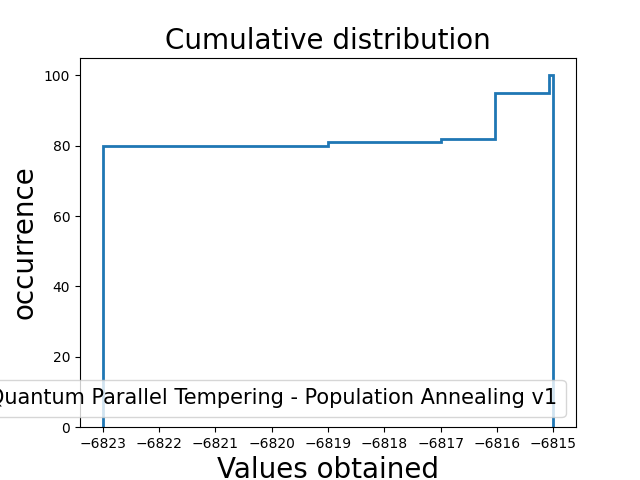 Cumulative distribution
occurrence
100
80
60
40
20
0
Parallel Tempering - Population Annealing v1
−6823 −6822 −6821 −6820 −6819 −6818 −6817 −6816 −6815
Values obtained